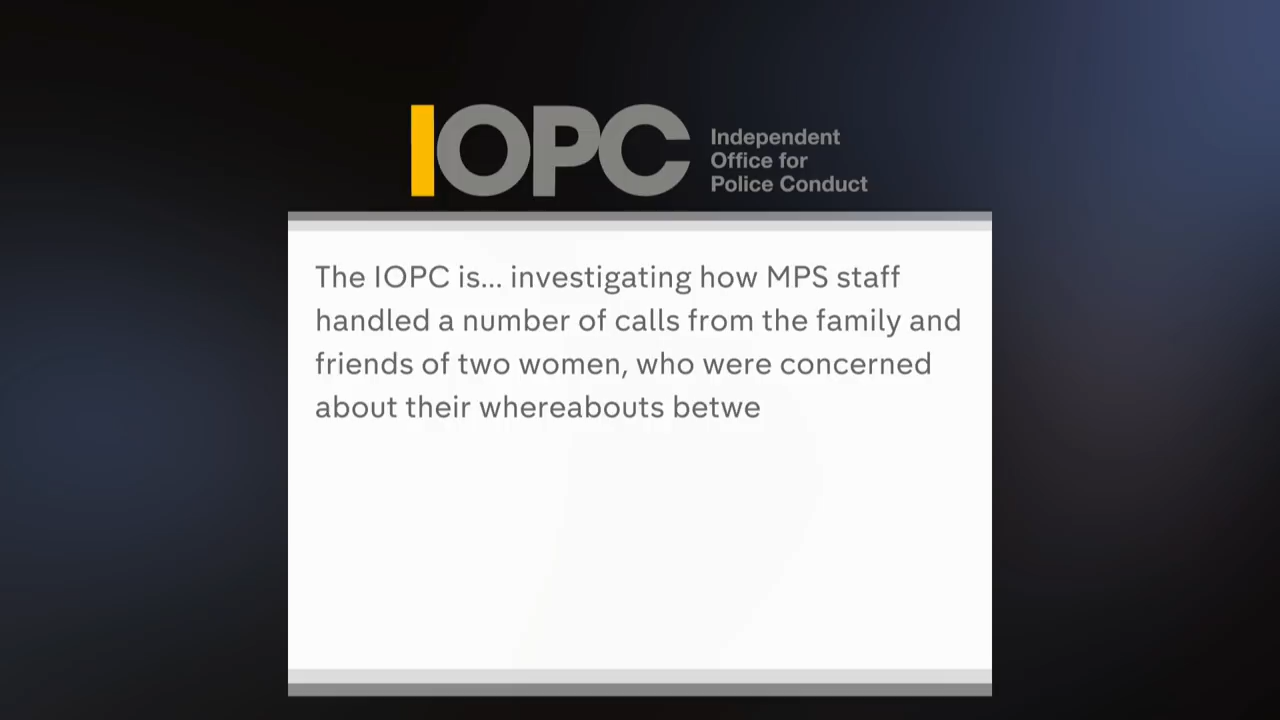 IOPC
Independent
Office for
Police Conduct
The IOPC is... investigating how MPS staff
handled a number of calls from the family and
friends of two women, who were concerned
about their whereabouts betwe